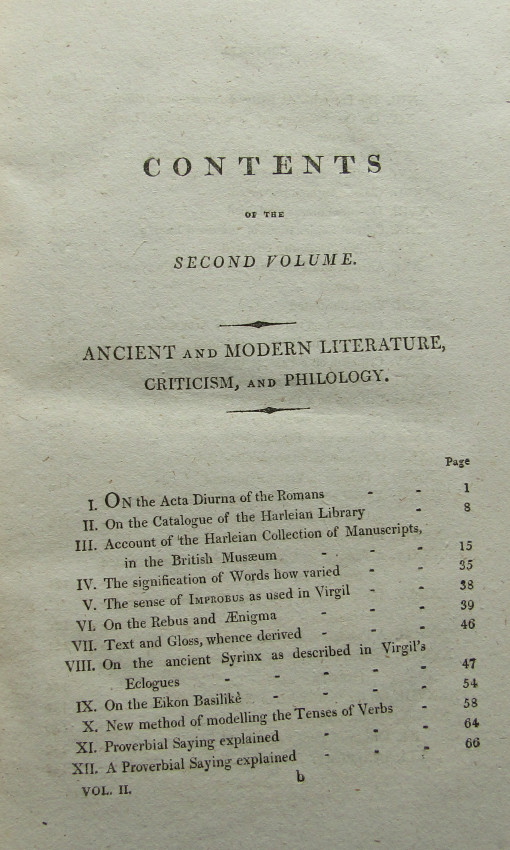 CONTENTS
OF THE
SECOND VOLUME.
ANCIENT AND MODERN LITERATURE,
CRITICISM, AND PHILOLOGY.
Page
I. ON the Acta Diurna of the Romans - - 1
II. On the Catalogue of the Harleian Library - 8
III. Account of the Harleian Collection of Manuscripts,
in the British Musæum - - - 15
IV. The signification of Words how varied - - 35
V. The sense of IMPROBUS as used in Virgil - - 38
VI. On the Rebus and Ænigma - - - 39
VII. Text and Gloss, whence derived - - - 46
VIII. On the ancient Syrinx as described in Virgil's
Eclogues - - - - - 47
IX. On the Eikon Basilikè - - - - 54
X. New method of modelling the Tenses of Verbs - 58
XI. Proverbial Saying explained - - - 64
XII. A Proverbial Saying explained - - - 66
VOL. II. b